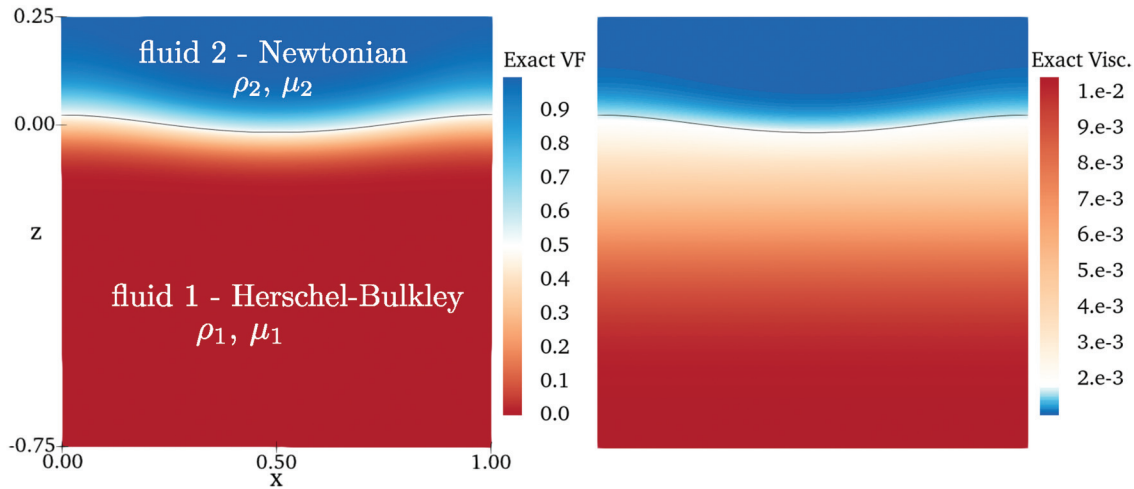 0.25
0.00
z
-0.75
0.00
0.50
1.00
x
fluid 2 - Newtonian
ρ₂, μ₂
fluid 1 - Herschel-Bulkley
ρ₁, μ₁
Exact VF
0.9
0.8
0.7
0.6
0.5
0.4
0.3
0.2
0.1
0.0
Exact Visc.
1.e-2
9.e-3
8.e-3
7.e-3
6.e-3
5.e-3
4.e-3
3.e-3
2.e-3